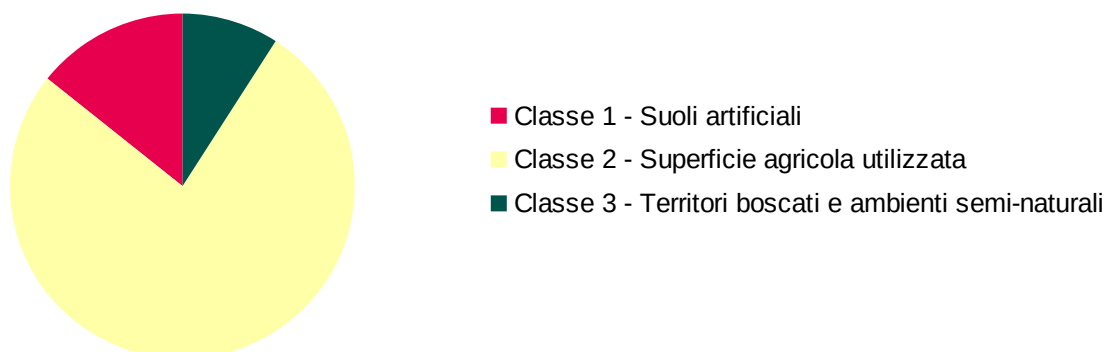 Classe 1 - Suoli artificiali
Classe 2 - Superficie agricola utilizzata
Classe 3 - Territori boscati e ambienti semi-naturali